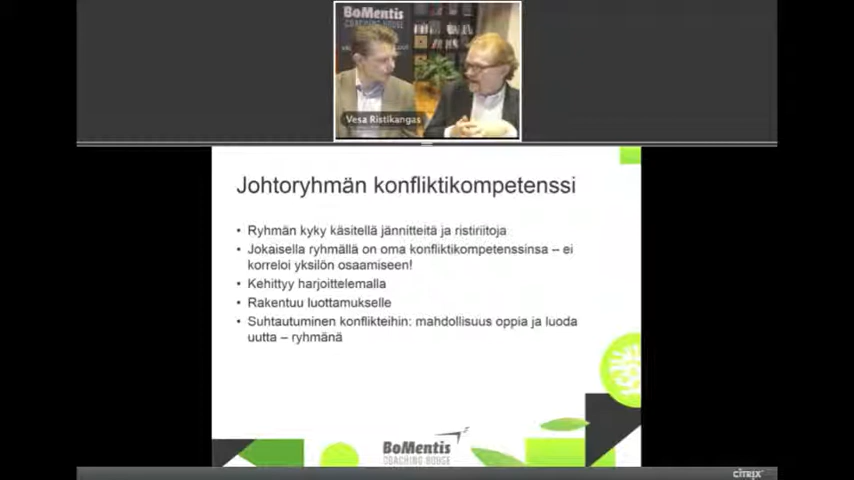 BoMentis
COACHING HOUSE
Vesa Ristikangas
Johtoryhmän konfliktikompetenssi
• Ryhmän kyky käsitellä jännitteitä ja ristiriitoja
• Jokaisella ryhmällä on oma konfliktikompetenssinsa – ei
korreloi yksilön osaamiseen!
• Kehittyy harjoittelemalla
• Rakentuu luottamukselle
• Suhtautuminen konflikteihin: mahdollisuus oppia ja luoda
uutta – ryhmänä
BoMentis
COACHING HOUSE
CITRIX